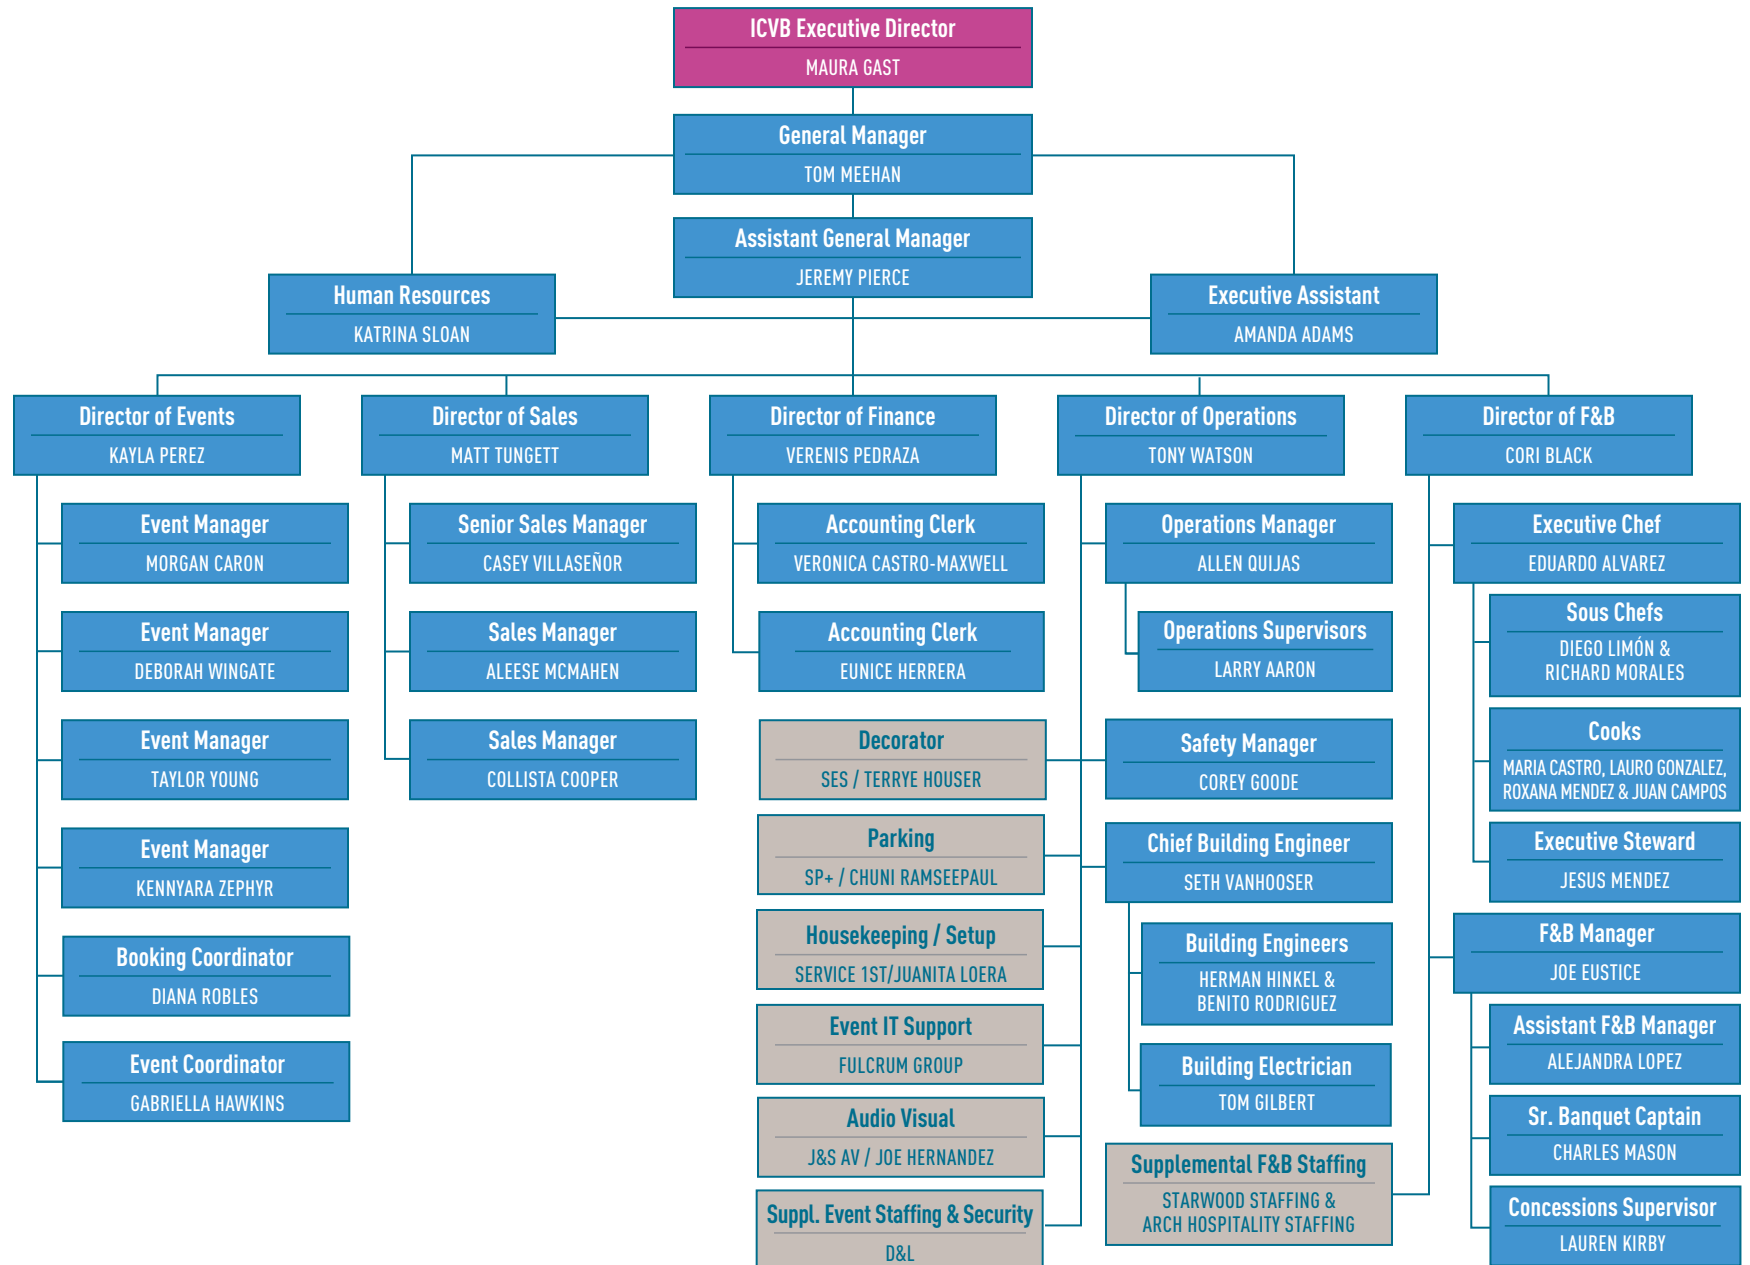 ICVB Executive Director
MAURA GAST
General Manager
TOM MEEHAN
Assistant General Manager
JEREMY PIERCE
Human Resources
KATRINA SLOAN
Executive Assistant
AMANDA ADAMS
Director of Events
KAYLA PEREZ
Event Manager
MORGAN CARON
Event Manager
DEBORAH WINGATE
Event Manager
TAYLOR YOUNG
Event Manager
KENNYARA ZEPHYR
Booking Coordinator
DIANA ROBLES
Event Coordinator
GABRIELLA HAWKINS
Director of Sales
MATT TUNGETT
Senior Sales Manager
CASEY VILLASEÑOR
Sales Manager
ALEESE MCMAHEN
Sales Manager
COLLISTA COOPER
Director of Finance
VERENIS PEDRAZA
Accounting Clerk
VERONICA CASTRO-MAXWELL
Accounting Clerk
EUNICE HERRERA
Director of Operations
TONY WATSON
Operations Manager
ALLEN QUIJAS
Operations Supervisors
LARRY AARON
Safety Manager
COREY GOODE
Chief Building Engineer
SETH VANHOOSER
Building Engineers
HERMAN HINKEL &
BENITO RODRIGUEZ
Building Electrician
TOM GILBERT
Decorator
SES / TERRYE HOUSER
Parking
SP+ / CHUNI RAMSEEPAUL
Housekeeping / Setup
SERVICE 1ST/JUANITA LOERA
Event IT Support
FULCRUM GROUP
Audio Visual
J&S AV / JOE HERNANDEZ
Suppl. Event Staffing & Security
D&L
Director of F&B
CORI BLACK
Executive Chef
EDUARDO ALVAREZ
Sous Chefs
DIEGO LIMÓN &
RICHARD MORALES
Cooks
MARIA CASTRO, LAURO GONZALEZ,
ROXANA MENDEZ & JUAN CAMPOS
Executive Steward
JESUS MENDEZ
F&B Manager
JOE EUSTICE
Assistant F&B Manager
ALEJANDRA LOPEZ
Sr. Banquet Captain
CHARLES MASON
Concessions Supervisor
LAUREN KIRBY
Supplemental F&B Staffing
STARWOOD STAFFING &
ARCH HOSPITALITY STAFFING